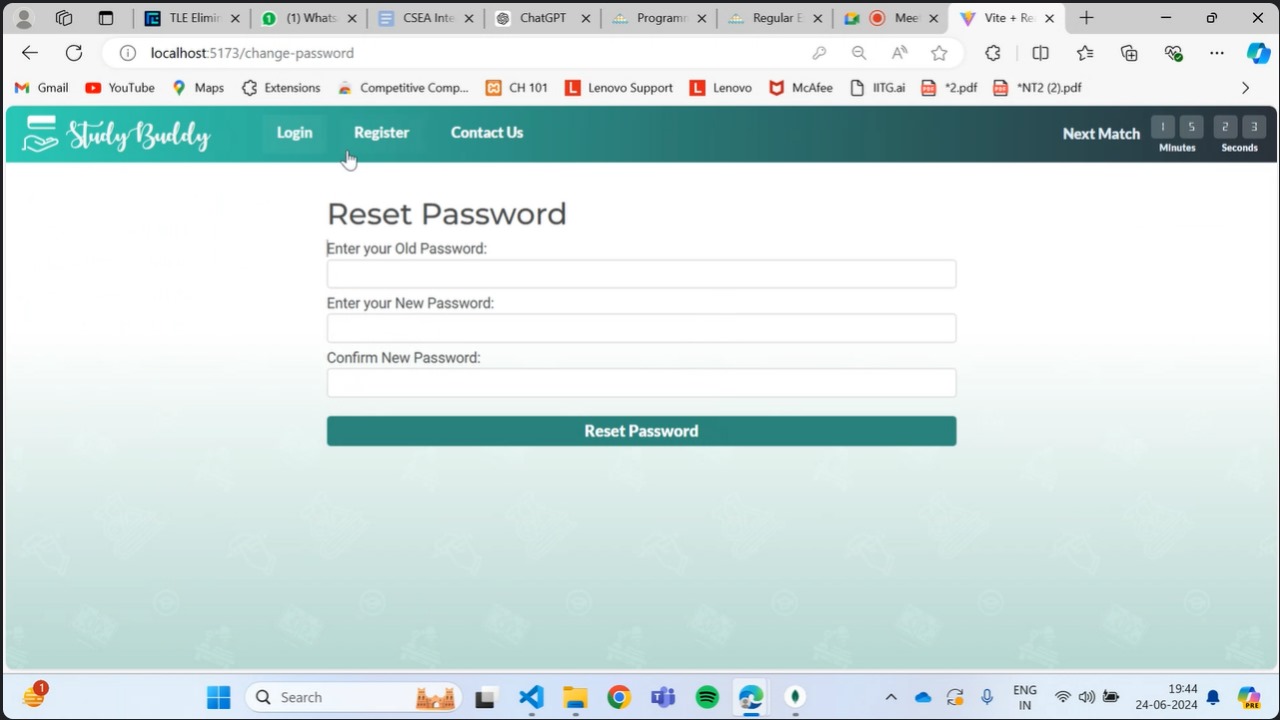 TLE Elimin
(1) Whats
CSEA Inte
ChatGPT
Programm
Regular E
Mee
Vite + Re
localhost:5173/change-password
Gmail
YouTube
Maps
Extensions
Competitive Comp...
CH 101
Lenovo Support
Lenovo
McAfee
IITG.ai
*2.pdf
*NT2 (2).pdf
Study Buddy
Login
Register
Contact Us
Next Match
1 5
2 3
Minutes
Seconds
Reset Password
Enter your Old Password:
Enter your New Password:
Confirm New Password:
Reset Password
1
Search
ENG
IN
19:44
24-06-2024
PRE